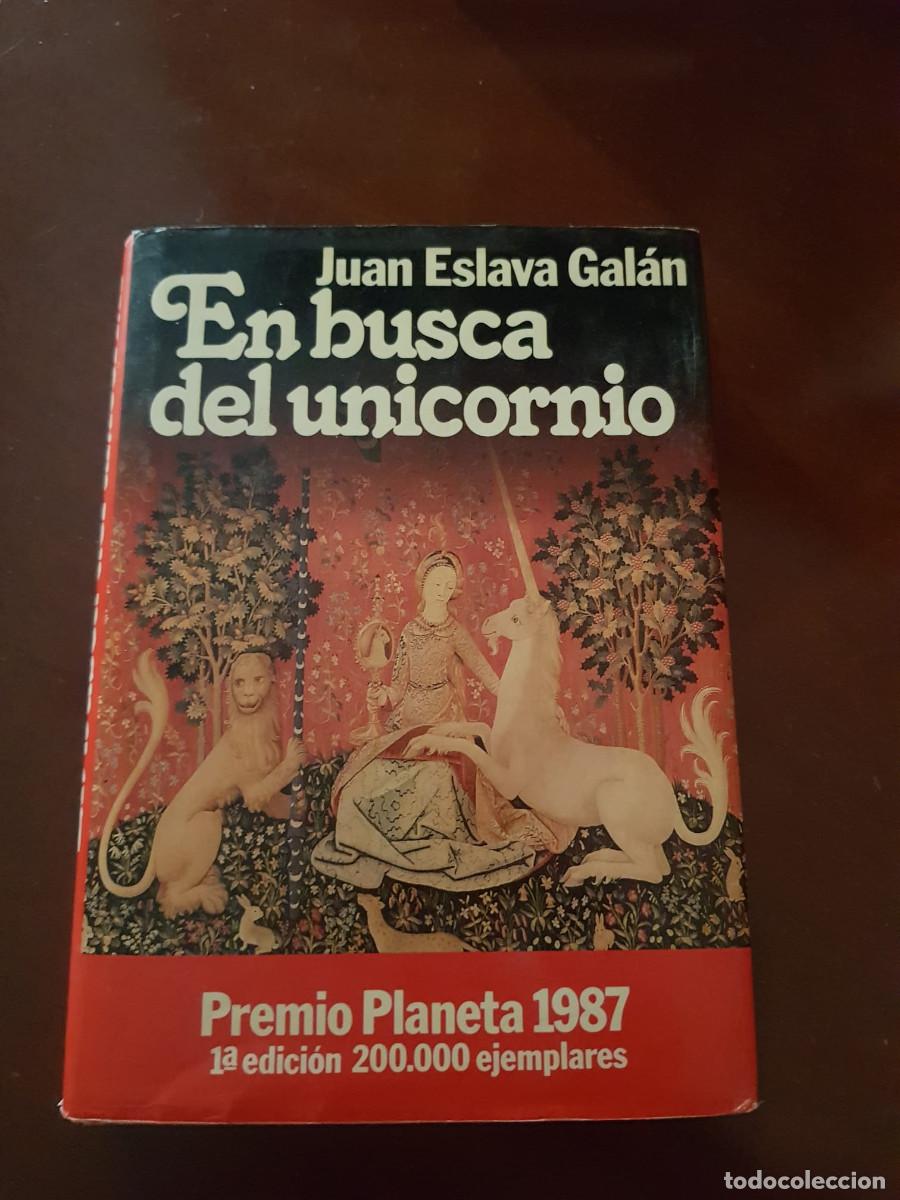 Juan Eslava Galán
En busca
del unicornio
Premio Planeta 1987
1ª edición 200.000 ejemplares
todocoleccion